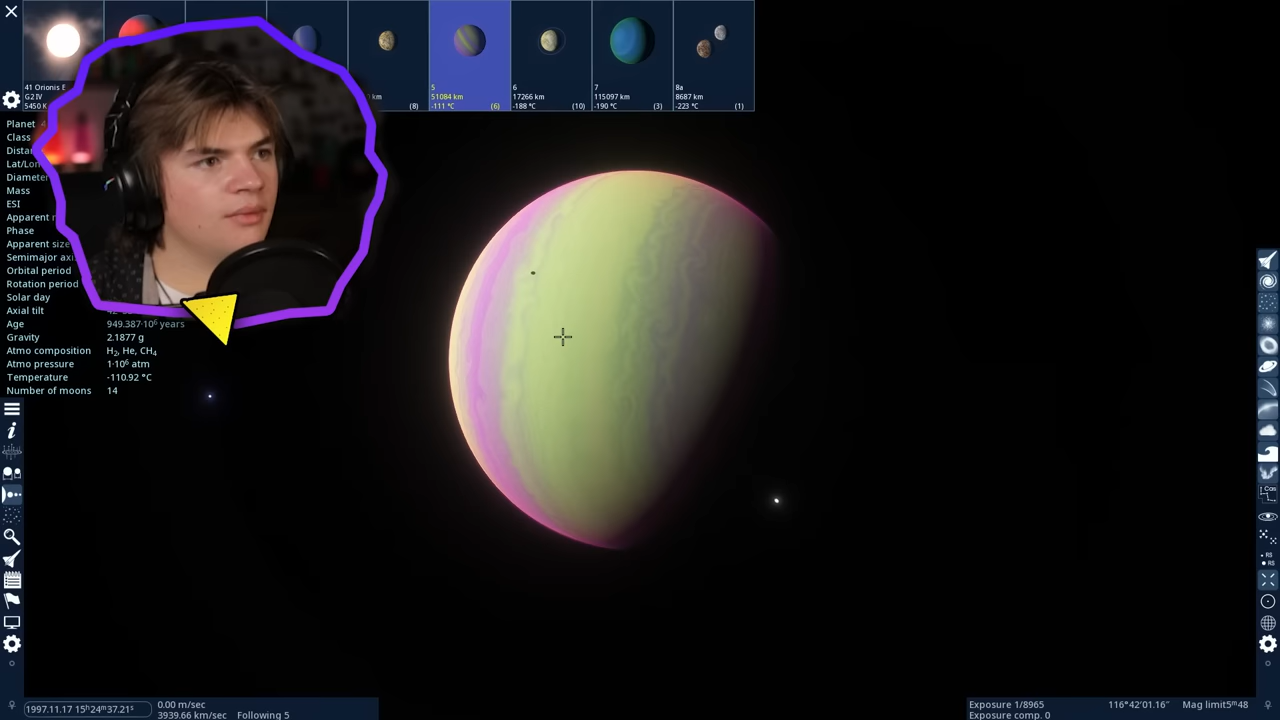 41 Orionis E
G2 IV
5450 K
km
(8)
5
51084 km
-111 °C (6)
6
17266 km
-188 °C (10)
7
115097 km
-190 °C (3)
8a
8687 km
-223 °C (1)
Planet
Class
Lat/Lon
Diameter
Mass
ESI
Apparent
Phase
Apparent size
Semimajor axi
Orbital period
Rotation period
Solar day
Axial tilt
Age 949.387·10⁶ years
Gravity 2.1877 g
Atmo composition H₂, He, CH₄
Atmo pressure 1·10⁶ atm
Temperature -110.92 °C
Number of moons 14
RS
RS
1997.11.17 15ʰ24ᵐ37.21ˢ
0.00 m/sec
3939.66 km/sec Following 5
Exposure 1/8965 116°42′01.16″ Mag limit5ᵐ48
Exposure comp. 0